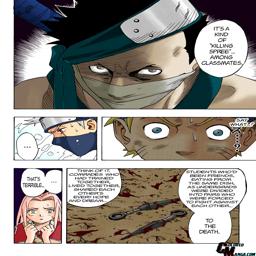 IT'S A
KIND OF
"KILLING
SPREE"...
AMONG
CLASSMATES.
SAY
WHAT..?
...
THAT'S
TERRIBLE...
THINK OF IT.
COMRADES WHO
HAD TRAINED
TOGETHER,
LIVED TOGETHER,
SHARED EACH
OTHER'S
EVERY HOPE
AND DREAM...
STUDENTS WHO'D
BEEN FRIENDS,
EATING FROM
THE SAME DISH,
AS UNDERGRADS
WERE DIVIDED
INTO PAIRS WHO
WERE FORCED
TO FIGHT AGAINST
EACH OTHER.
TO
THE
DEATH.